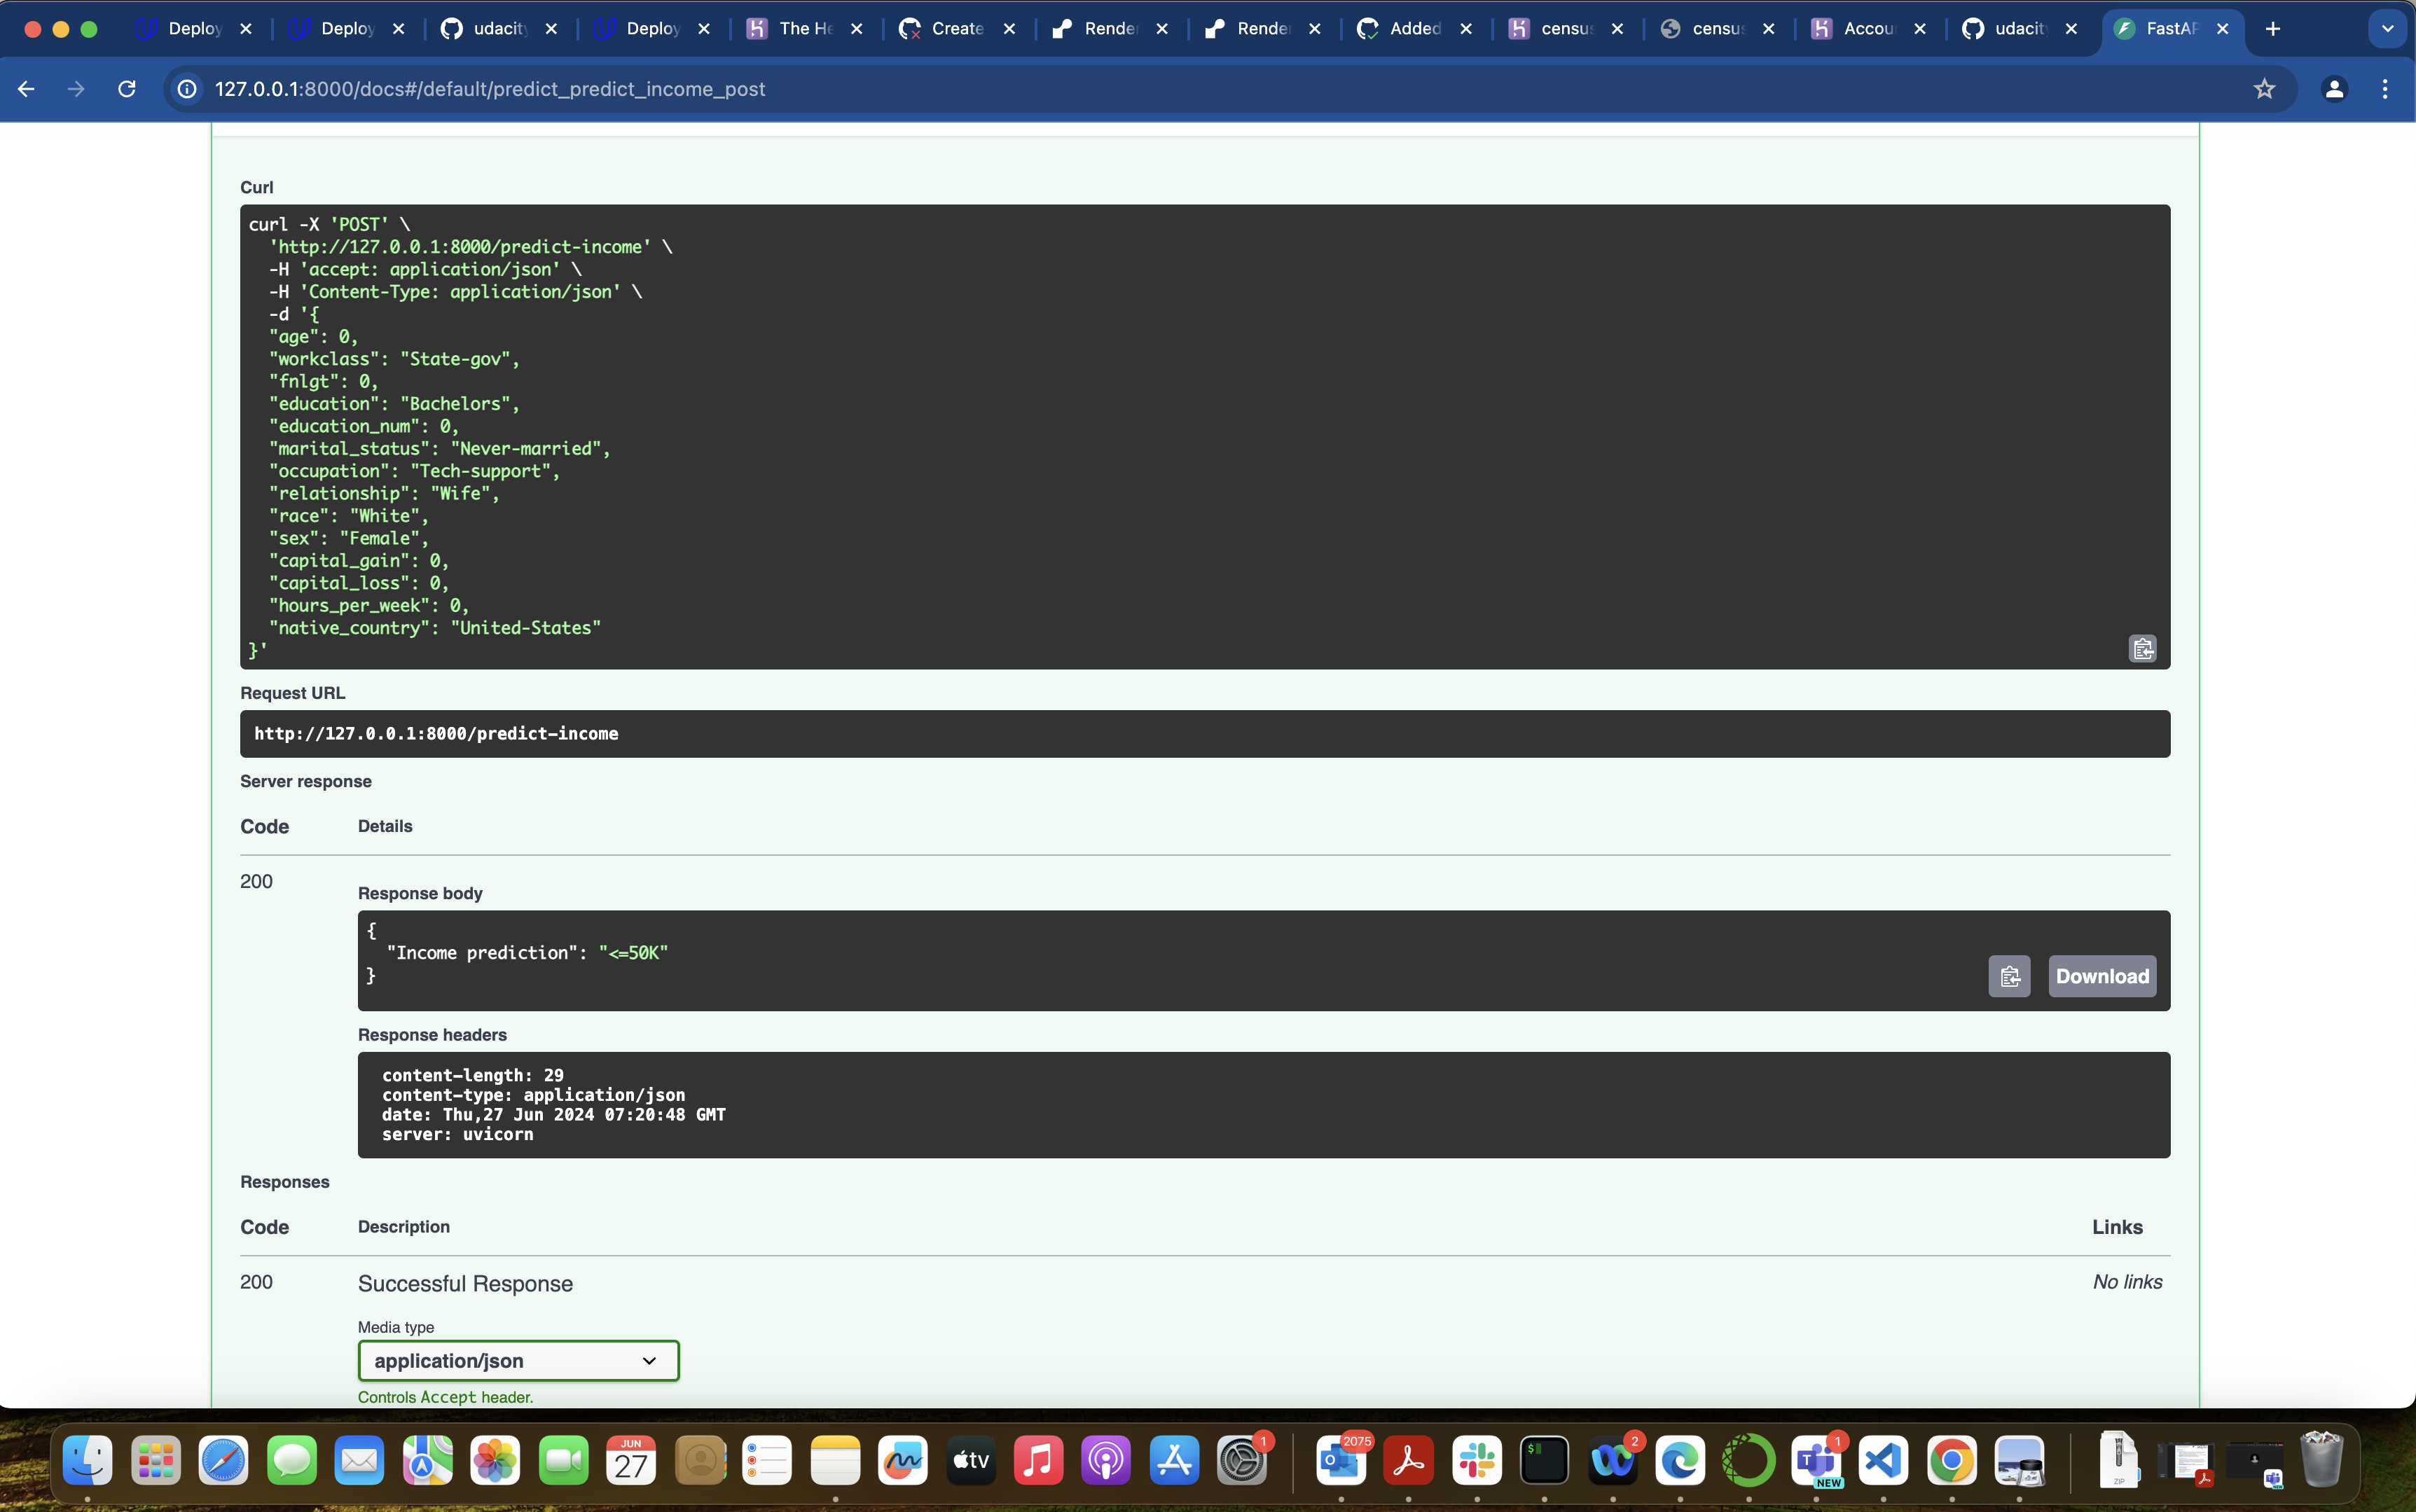 Deploy
Deploy
udacity
Deploy
The He
Create
Render
Render
Added
census
census
Accou
udacity
FastAP
127.0.0.1:8000/docs#/default/predict_predict_income_post
Curl
curl -X 'POST' \
'http://127.0.0.1:8000/predict-income' \
-H 'accept: application/json' \
-H 'Content-Type: application/json' \
-d '{
"age": 0,
"workclass": "State-gov",
"fnlgt": 0,
"education": "Bachelors",
"education_num": 0,
"marital_status": "Never-married",
"occupation": "Tech-support",
"relationship": "Wife",
"race": "White",
"sex": "Female",
"capital_gain": 0,
"capital_loss": 0,
"hours_per_week": 0,
"native_country": "United-States"
}'
Request URL
http://127.0.0.1:8000/predict-income
Server response
Code Details
200
Response body
{
"Income prediction": "<=50K"
}
Download
Response headers
content-length: 29
content-type: application/json
date: Thu,27 Jun 2024 07:20:48 GMT
server: uvicorn
Responses
Code Description Links
200 Successful Response No links
Media type
application/json
Controls Accept header.
JUN
27
tv
1
2075
2
1
NEW
ZIP